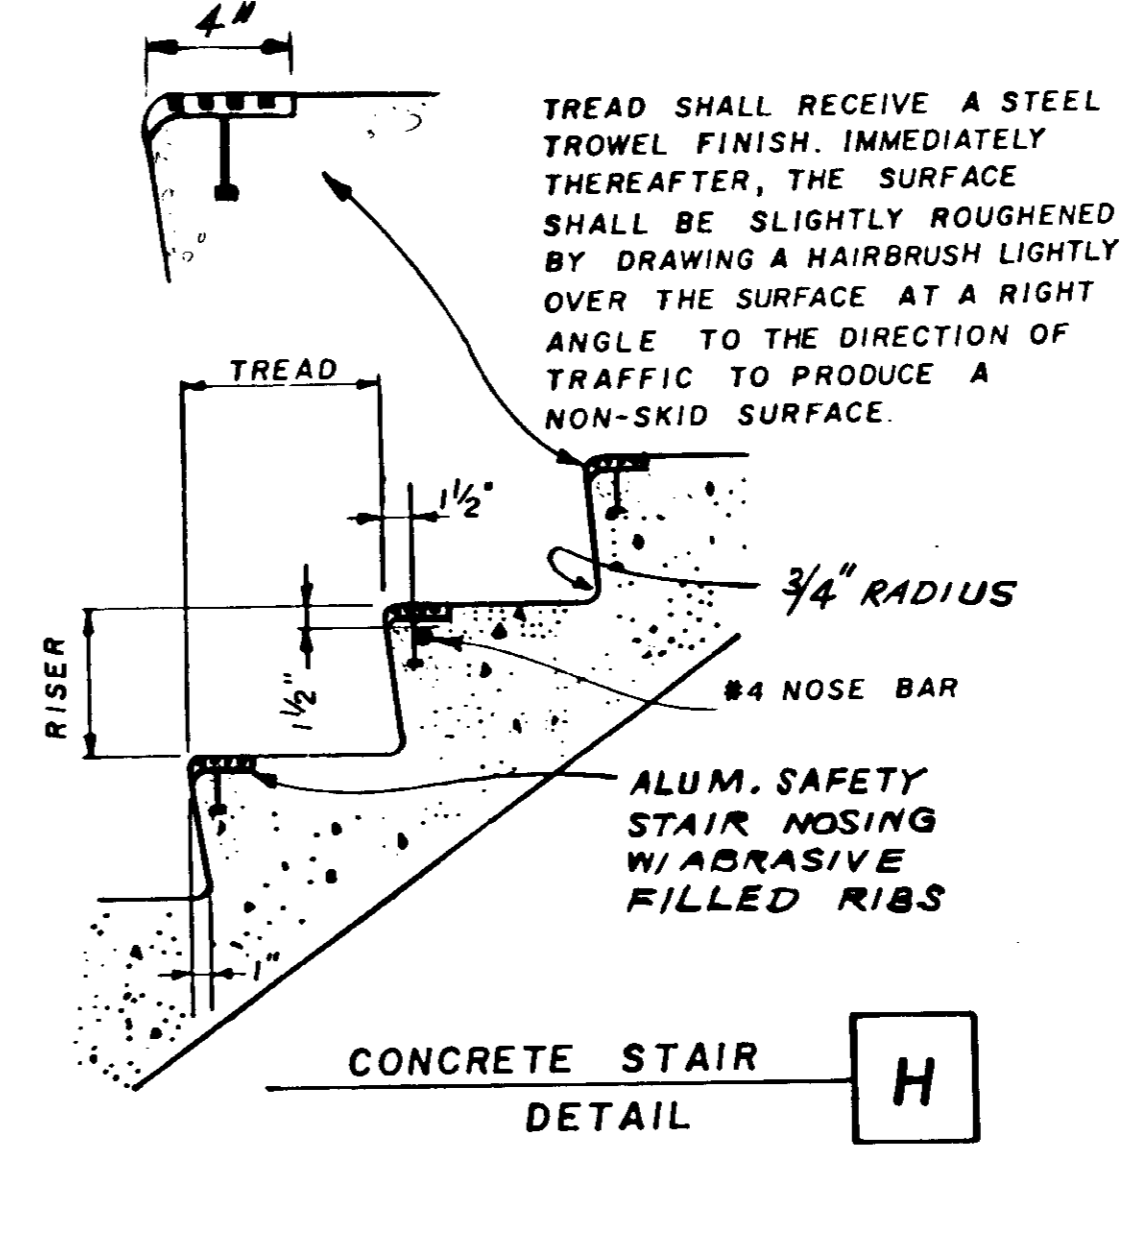 4"
TREAD SHALL RECEIVE A STEEL
TROWEL FINISH. IMMEDIATELY
THEREAFTER, THE SURFACE
SHALL BE SLIGHTLY ROUGHENED
BY DRAWING A HAIRBRUSH LIGHTLY
OVER THE SURFACE AT A RIGHT
ANGLE TO THE DIRECTION OF
TRAFFIC TO PRODUCE A
NON-SKID SURFACE.
TREAD
1½"
3/4" RADIUS
RISER
1½"
#4 NOSE BAR
ALUM. SAFETY
STAIR NOSING
W/ ABRASIVE
FILLED RIBS
1"
CONCRETE STAIR
DETAIL
H